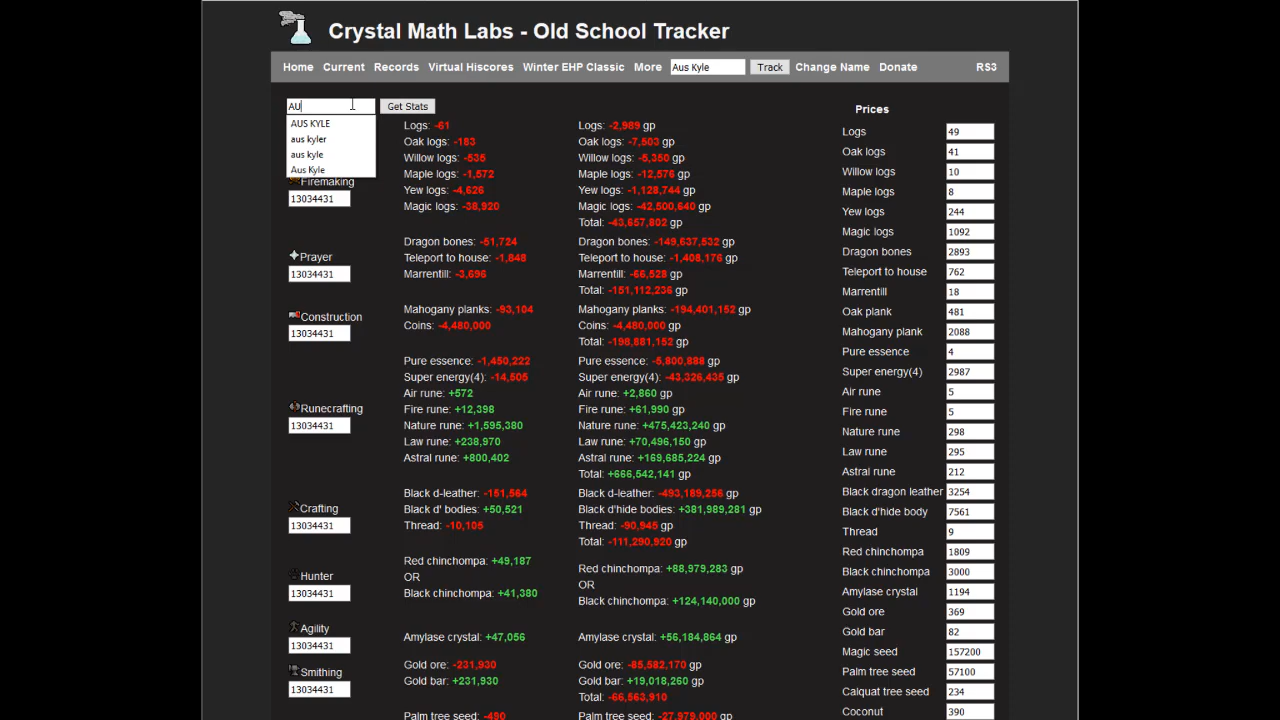 Crystal Math Labs - Old School Tracker
Home Current Records Virtual Hiscores Winter EHP Classic More Aus Kyle Track Change Name Donate RS3
AU Get Stats
AUS KYLE
aus kyler
aus kyle
Aus Kyle
Firemaking
13034431
Logs: -61
Oak logs: -183
Willow logs: -535
Maple logs: -1,572
Yew logs: -4,626
Magic logs: -38,920
Logs: -2,989 gp
Oak logs: -7,503 gp
Willow logs: -5,350 gp
Maple logs: -12,576 gp
Yew logs: -1,128,744 gp
Magic logs: -42,500,640 gp
Total: -43,657,802 gp
Prayer
13034431
Dragon bones: -51,724
Teleport to house: -1,848
Marrentill: -3,696
Dragon bones: -149,637,532 gp
Teleport to house: -1,408,176 gp
Marrentill: -66,528 gp
Total: -151,112,236 gp
Construction
13034431
Mahogany planks: -93,104
Coins: -4,480,000
Mahogany planks: -194,401,152 gp
Coins: -4,480,000 gp
Total: -198,881,152 gp
Runecrafting
13034431
Pure essence: -1,450,222
Super energy(4): -14,505
Air rune: +572
Fire rune: +12,398
Nature rune: +1,595,380
Law rune: +238,970
Astral rune: +800,402
Pure essence: -5,800,888 gp
Super energy(4): -43,326,435 gp
Air rune: +2,860 gp
Fire rune: +61,990 gp
Nature rune: +475,423,240 gp
Law rune: +70,496,150 gp
Astral rune: +169,685,224 gp
Total: +666,542,141 gp
Crafting
13034431
Black d-leather: -151,564
Black d' bodies: +50,521
Thread: -10,105
Black d-leather: -493,189,256 gp
Black d'hide bodies: +381,989,281 gp
Thread: -90,945 gp
Total: -111,290,920 gp
Hunter
13034431
Red chinchompa: +49,187
OR
Black chinchompa: +41,380
Red chinchompa: +88,979,283 gp
OR
Black chinchompa: +124,140,000 gp
Agility
13034431
Amylase crystal: +47,056
Amylase crystal: +56,184,864 gp
Smithing
13034431
Gold ore: -231,930
Gold bar: +231,930
Gold ore: -85,582,170 gp
Gold bar: +19,018,260 gp
Total: -66,563,910
Palm tree seed: -490
Palm tree seed: -27,979,000 gp
Prices
Logs 49
Oak logs 41
Willow logs 10
Maple logs 8
Yew logs 244
Magic logs 1092
Dragon bones 2893
Teleport to house 762
Marrentill 18
Oak plank 481
Mahogany plank 2088
Pure essence 4
Super energy(4) 2987
Air rune 5
Fire rune 5
Nature rune 298
Law rune 295
Astral rune 212
Black dragon leather 3254
Black d'hide body 7561
Thread 9
Red chinchompa 1809
Black chinchompa 3000
Amylase crystal 1194
Gold ore 369
Gold bar 82
Magic seed 157200
Palm tree seed 57100
Calquat tree seed 234
Coconut 390